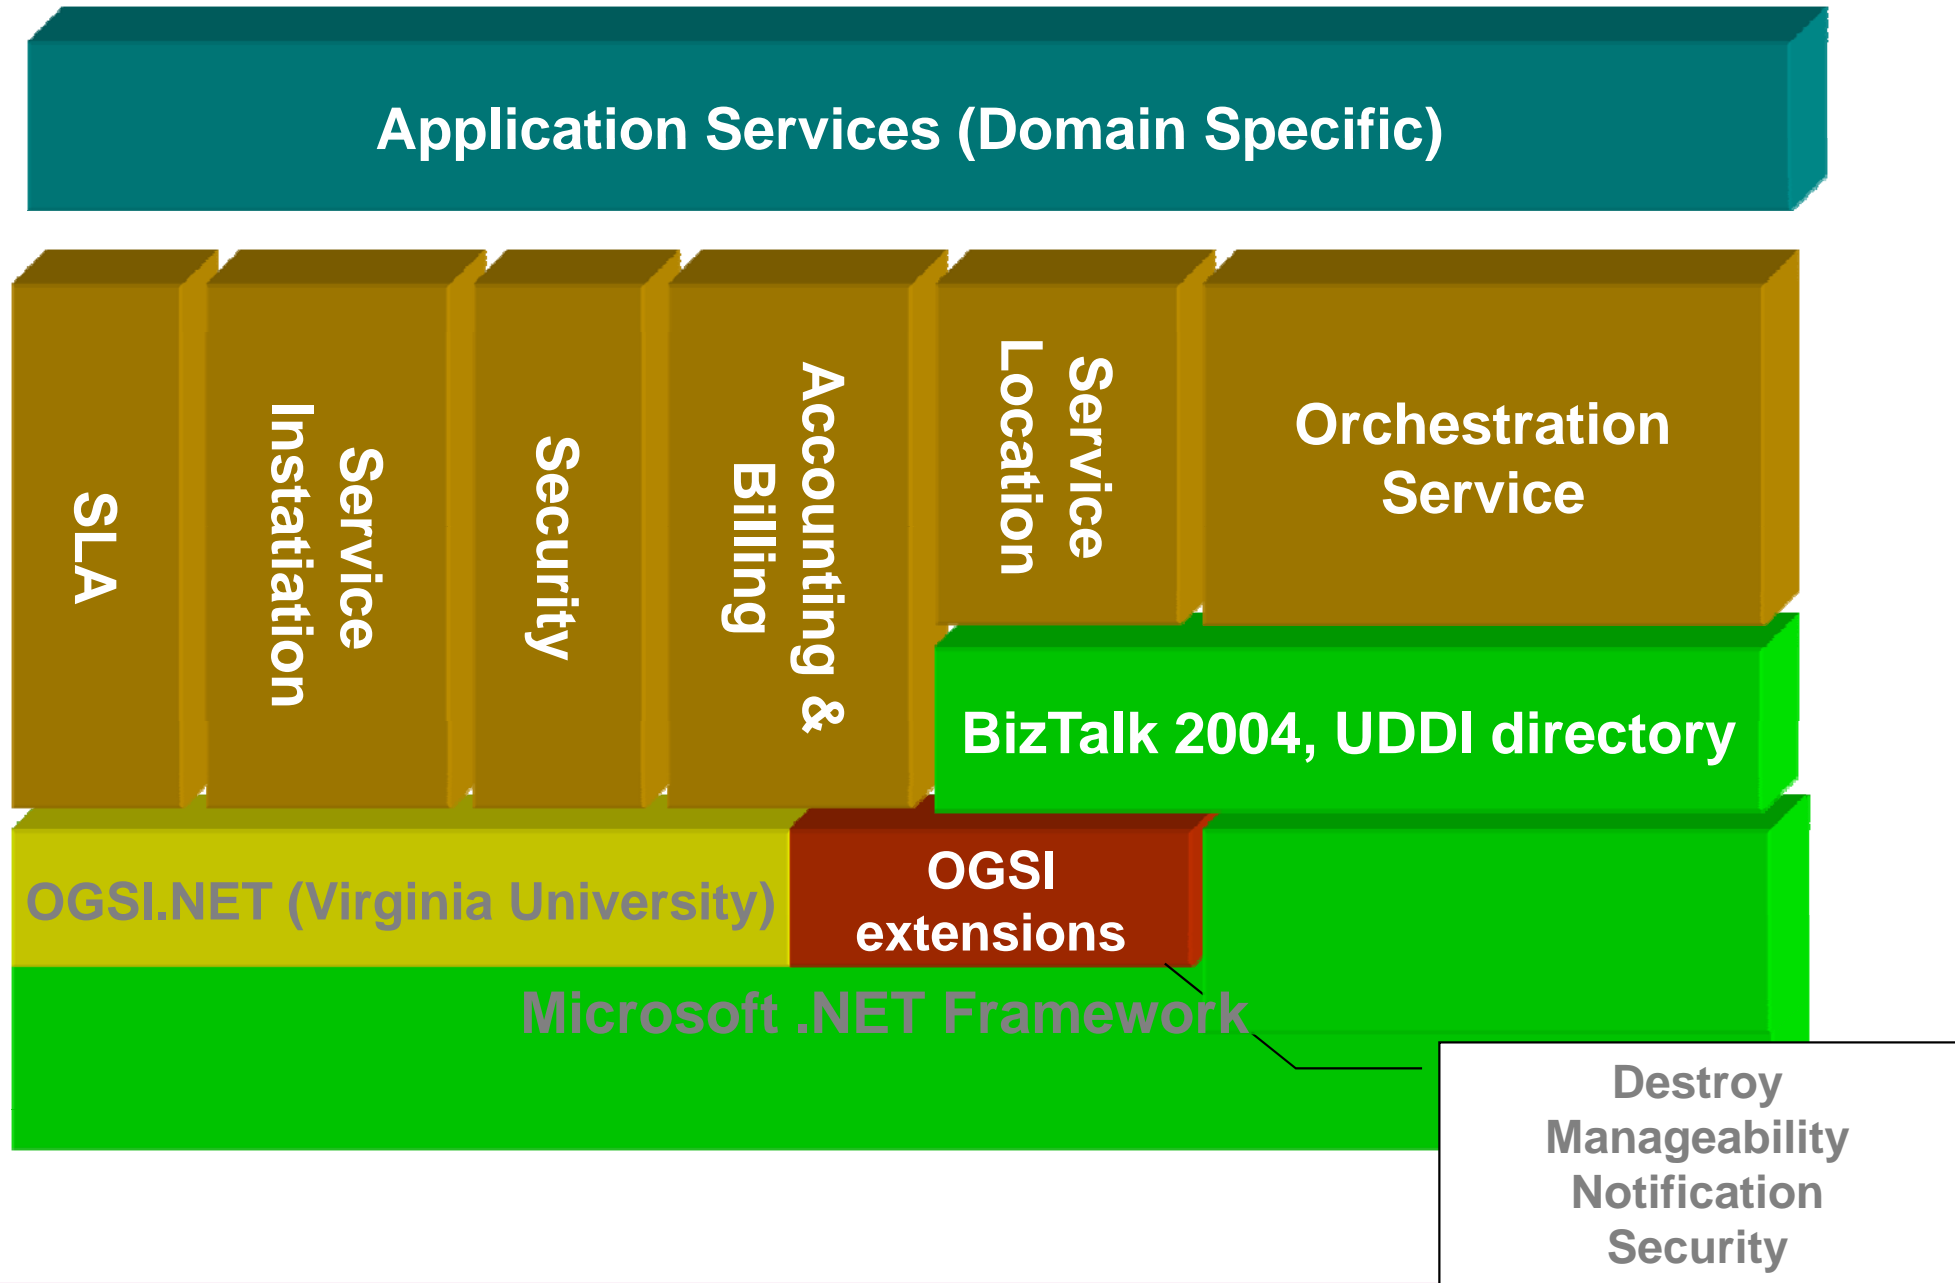 Application Services (Domain Specific)
SLA
Service
Instatiation
Security
Accounting &
Billing
Service
Location
Orchestration
Service
BizTalk 2004, UDDI directory
OGSI.NET (Virginia University)
OGSI
extensions
Microsoft .NET Framework
Destroy
Manageability
Notification
Security